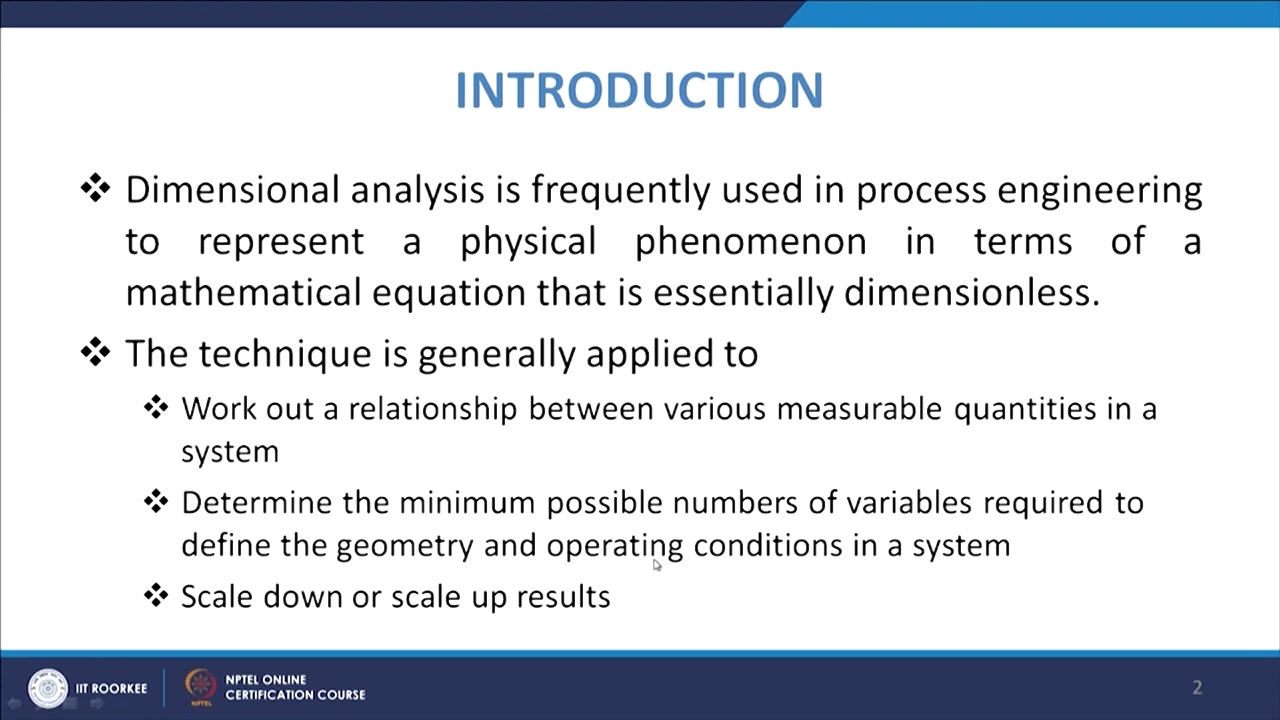 INTRODUCTION
❖ Dimensional analysis is frequently used in process engineering
to represent a physical phenomenon in terms of a
mathematical equation that is essentially dimensionless.
❖ The technique is generally applied to
❖ Work out a relationship between various measurable quantities in a
system
❖ Determine the minimum possible numbers of variables required to
define the geometry and operating conditions in a system
❖ Scale down or scale up results
IIT ROORKEE
NPTEL
NPTEL ONLINE
CERTIFICATION COURSE
2